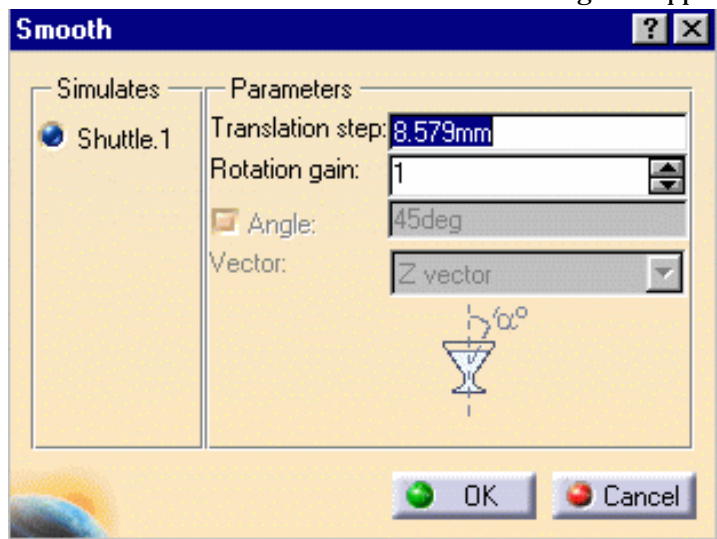 Smooth
Simulates
Shuttle.1
Parameters
Translation step: 8.579mm
Rotation gain: 1
Angle: 45deg
Vector: Z vector
α°
OK
Cancel